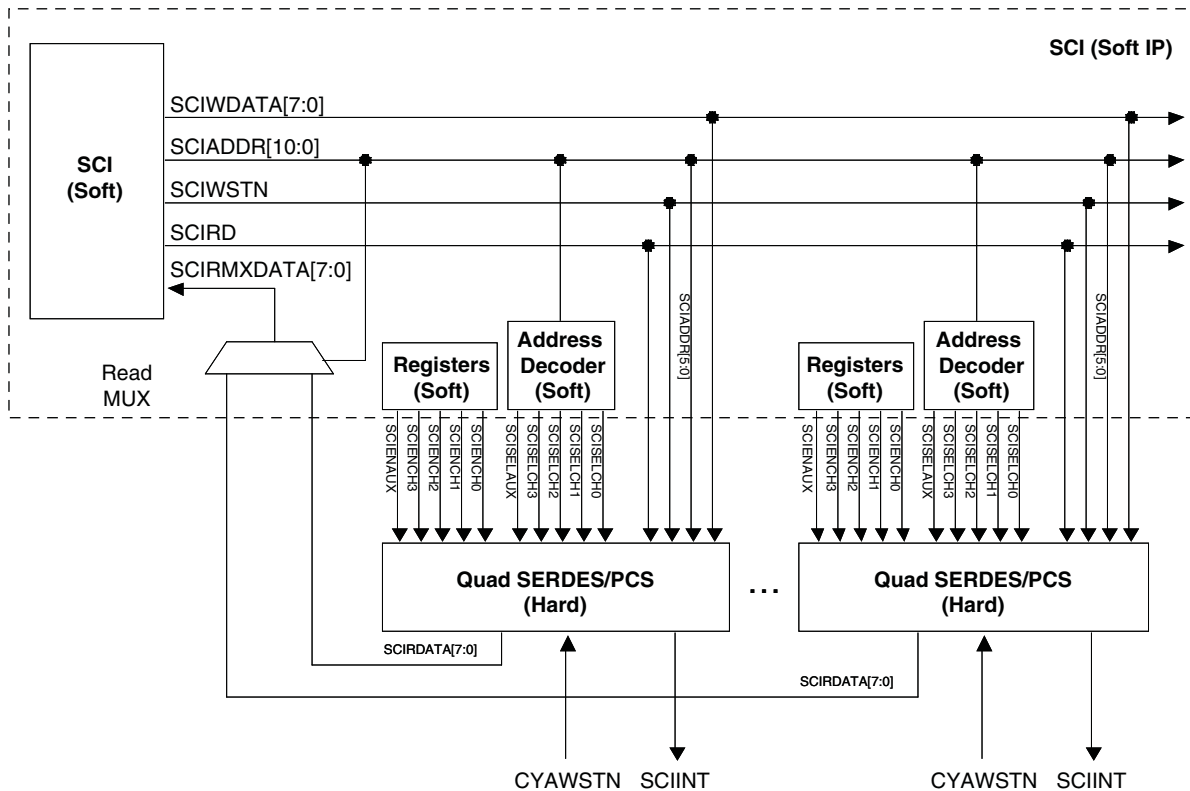 SCI (Soft IP)
SCI
(Soft)
SCIWDATA[7:0]
SCIADDR[10:0]
SCIWSTN
SCIRD
SCIRMXDATA[7:0]
Read
MUX
Registers
(Soft)
Address
Decoder
(Soft)
SCIADDR[5:0]
Registers
(Soft)
Address
Decoder
(Soft)
SCIADDR[5:0]
SCIENAUX
SCIENCH3
SCIENCH2
SCIENCH1
SCIENCH0
SCISELAUX
SCISELCH3
SCISELCH2
SCISELCH1
SCISELCH0
SCIENAUX
SCIENCH3
SCIENCH2
SCIENCH1
SCIENCH0
SCISELAUX
SCISELCH3
SCISELCH2
SCISELCH1
SCISELCH0
Quad SERDES/PCS
(Hard)
...
Quad SERDES/PCS
(Hard)
SCIRDATA[7:0]
SCIRDATA[7:0]
CYAWSTN
SCIINT
CYAWSTN
SCIINT